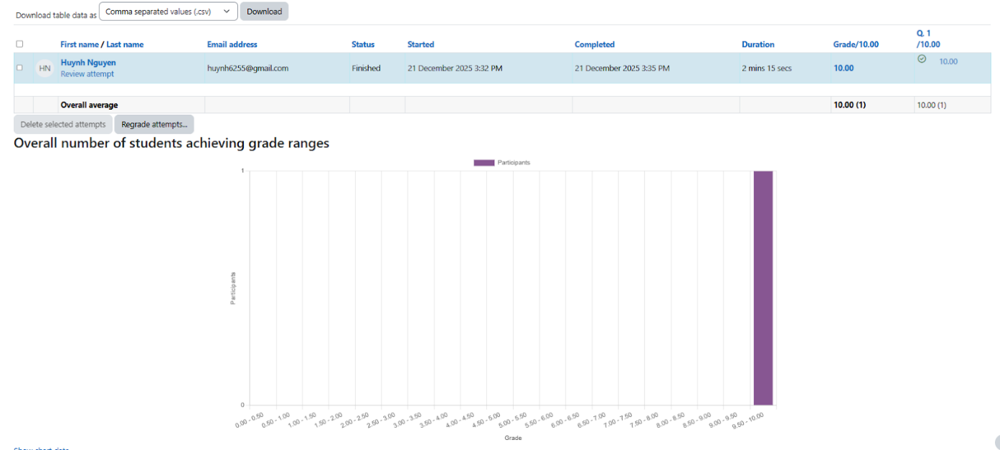 Download table data as Comma separated values (.csv) Download
First name / Last name Email address Status Started Completed Duration Grade/10.00 Q. 1 /10.00
HN Huynh Nguyen huynh6255@gmail.com Finished 21 December 2025 3:32 PM 21 December 2025 3:35 PM 2 mins 15 secs 10.00 10.00
Review attempt
Overall average 10.00 (1) 10.00 (1)
Delete selected attempts Regrade attempts...
Overall number of students achieving grade ranges
Participants
1
Participants
0
0.00 - 0.50 0.50 - 1.00 1.00 - 1.50 1.50 - 2.00 2.00 - 2.50 2.50 - 3.00 3.00 - 3.50 3.50 - 4.00 4.00 - 4.50 4.50 - 5.00 5.00 - 5.50 5.50 - 6.00 6.00 - 6.50 6.50 - 7.00 7.00 - 7.50 7.50 - 8.00 8.00 - 8.50 8.50 - 9.00 9.00 - 9.50 9.50 - 10.00
Grade
Show chart data